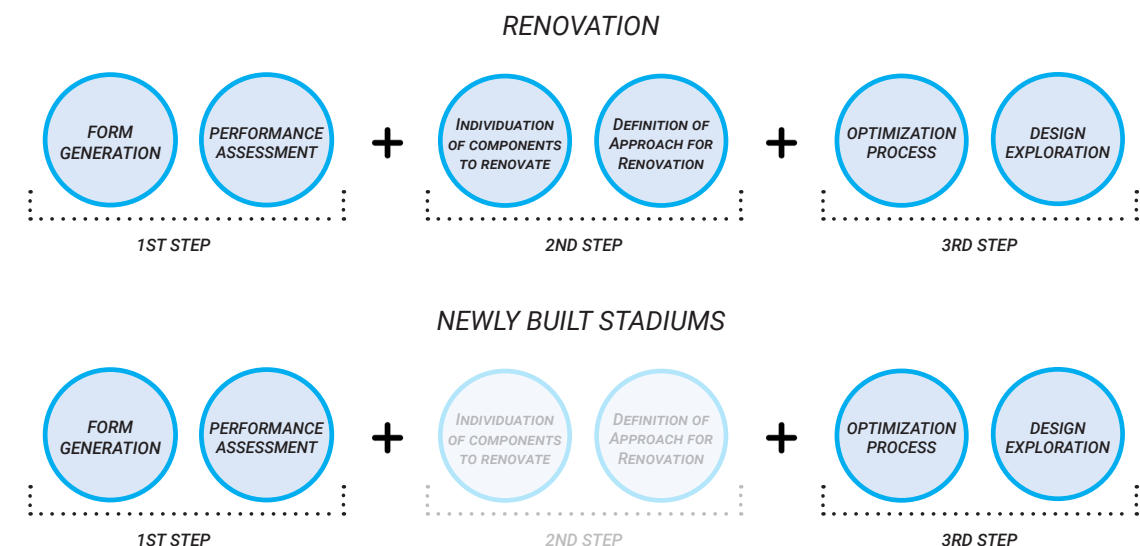 RENOVATION
FORM
GENERATION
PERFORMANCE
ASSESSMENT
+
INDIVIDUATION
OF COMPONENTS
TO RENOVATE
DEFINITION OF
APPROACH FOR
RENOVATION
+
OPTIMIZATION
PROCESS
DESIGN
EXPLORATION
1ST STEP
2ND STEP
3RD STEP
NEWLY BUILT STADIUMS
FORM
GENERATION
PERFORMANCE
ASSESSMENT
+
INDIVIDUATION
OF COMPONENTS
TO RENOVATE
DEFINITION OF
APPROACH FOR
RENOVATION
+
OPTIMIZATION
PROCESS
DESIGN
EXPLORATION
1ST STEP
2ND STEP
3RD STEP